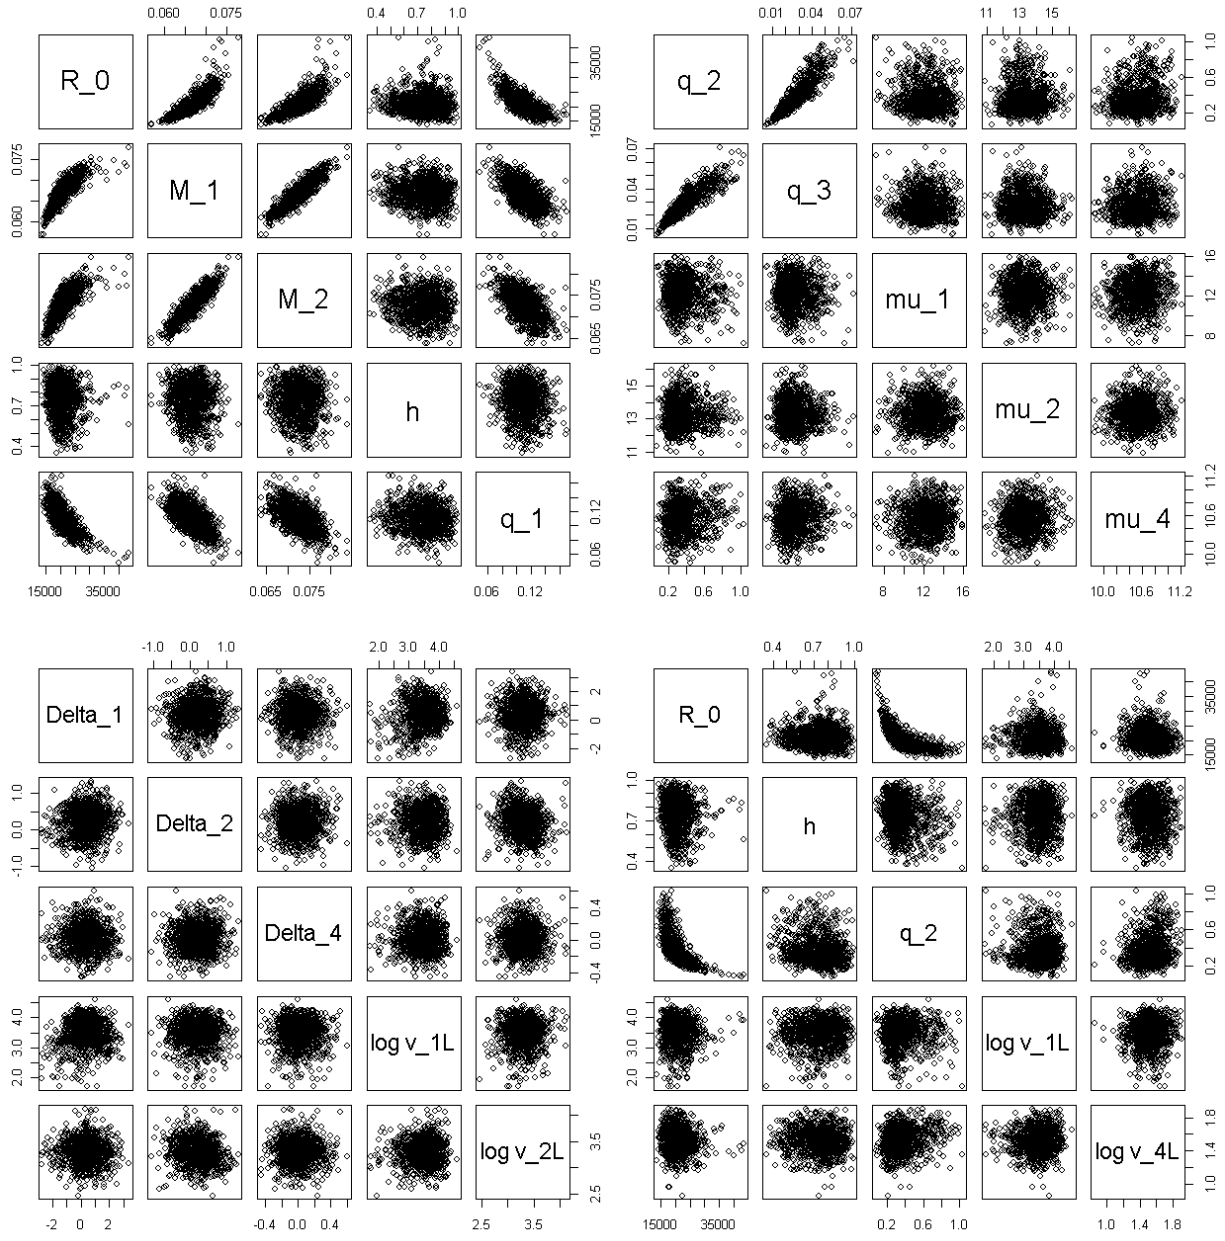 0.060 0.075 0.4 0.7 1.0
R_0
15000 35000
0.060 0.075
M_1
M_2
0.065 0.075
0.4 0.7 1.0
h
q_1
0.06 0.12
15000 35000 0.065 0.075 0.06 0.12
0.01 0.04 0.07 11 13 15
q_2
0.2 0.6 1.0
0.01 0.04 0.07
q_3
mu_1
8 12 16
11 13 15
mu_2
mu_4
10.0 10.6 11.2
0.2 0.6 1.0 8 12 16 10.0 10.6 11.2
-1.0 0.0 1.0 2.0 3.0 4.0
Delta_1
-2 0 2
-1.0 0.0 1.0
Delta_2
Delta_4
-0.4 0.0 0.4
2.0 3.0 4.0
log v_1L
log v_2L
2.5 3.5
-2 0 2 -0.4 0.0 0.4 2.5 3.5
0.4 0.7 1.0 2.0 3.0 4.0
R_0
15000 35000
0.4 0.7 1.0
h
q_2
0.2 0.6 1.0
2.0 3.0 4.0
log v_1L
log v_4L
1.0 1.4 1.8
15000 35000 0.2 0.6 1.0 1.0 1.4 1.8